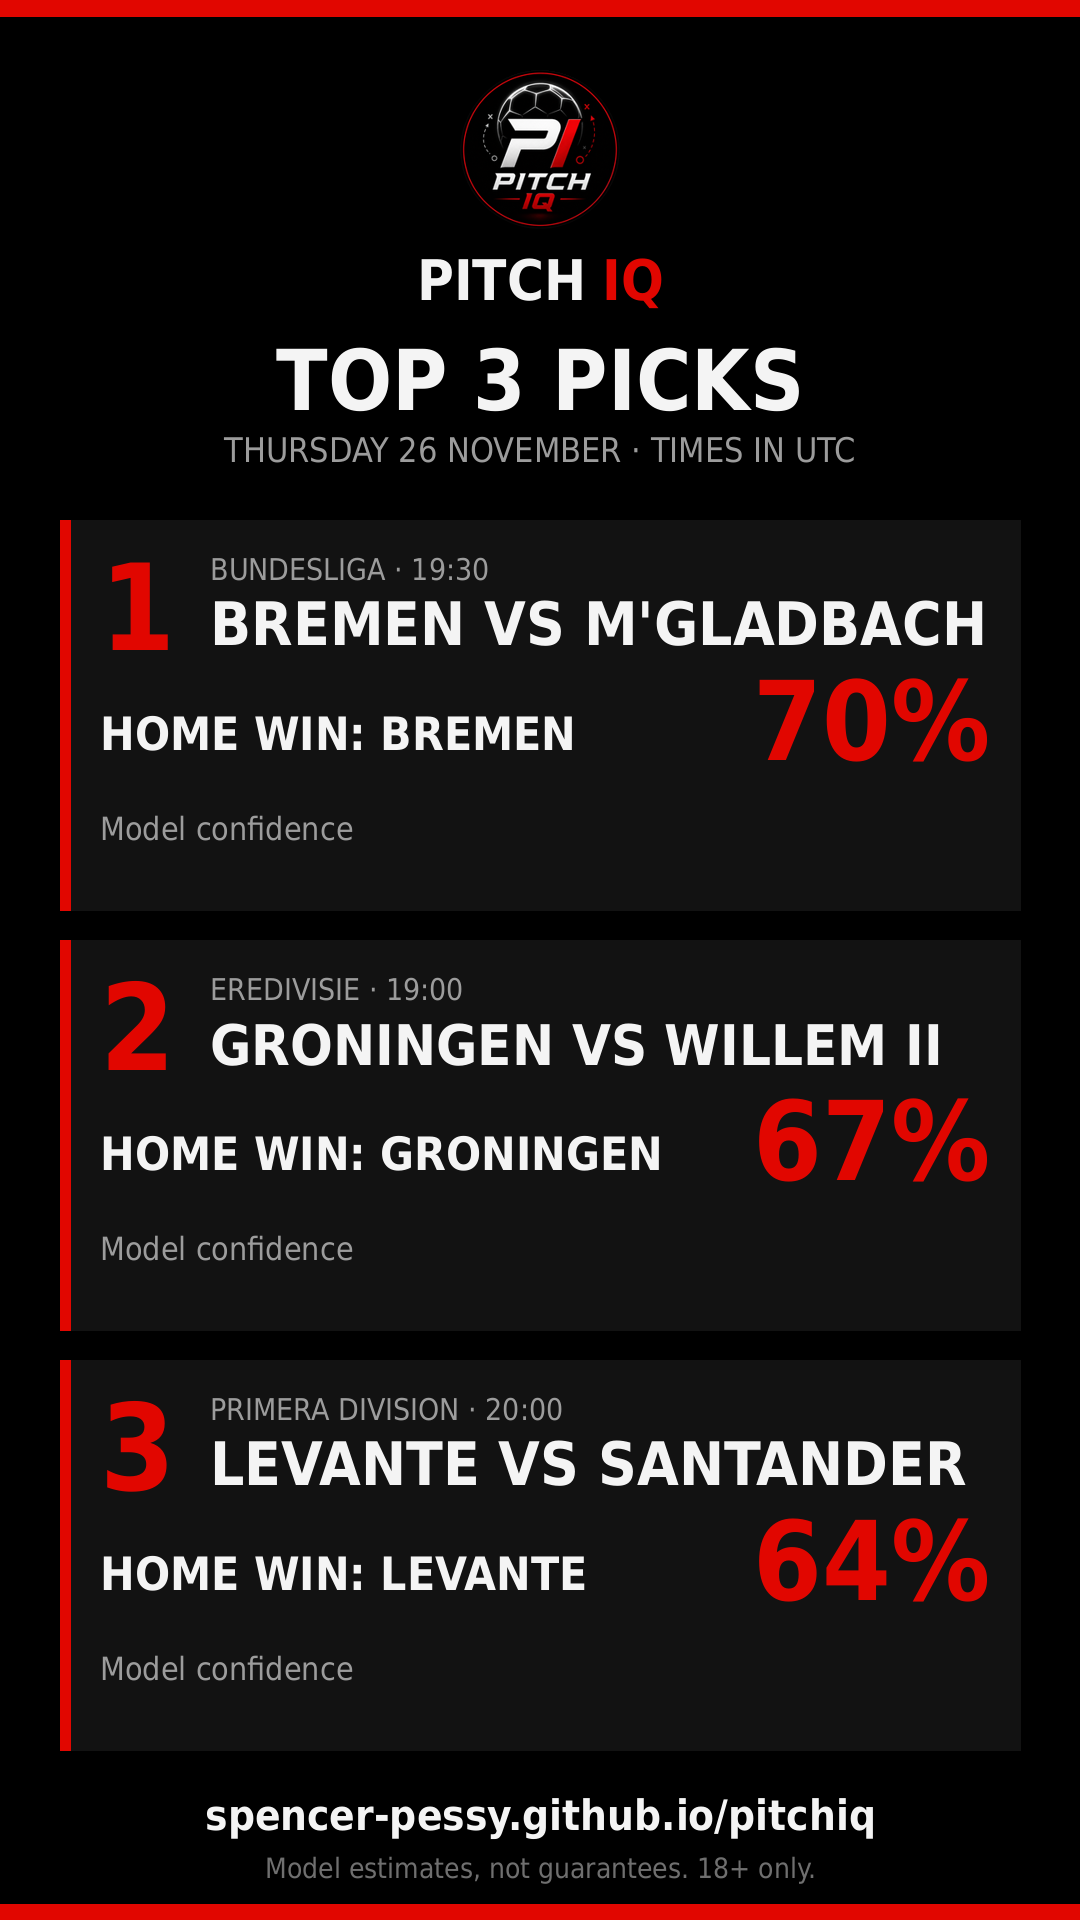 PI
PITCH
IQ
PITCH IQ
TOP 3 PICKS
THURSDAY 26 NOVEMBER · TIMES IN UTC
1
BUNDESLIGA · 19:30
BREMEN VS M'GLADBACH
HOME WIN: BREMEN
70%
Model confidence
2
EREDIVISIE · 19:00
GRONINGEN VS WILLEM II
HOME WIN: GRONINGEN
67%
Model confidence
3
PRIMERA DIVISION · 20:00
LEVANTE VS SANTANDER
HOME WIN: LEVANTE
64%
Model confidence
spencer-pessy.github.io/pitchiq
Model estimates, not guarantees. 18+ only.